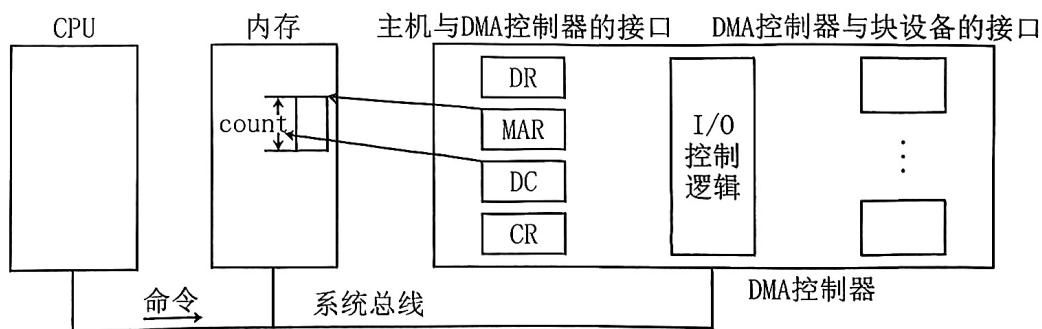 CPU
内存
主机与DMA控制器的接口
DMA控制器与块设备的接口
count
DR
MAR
DC
CR
I/O
控制
逻辑
命令
系统总线
DMA控制器